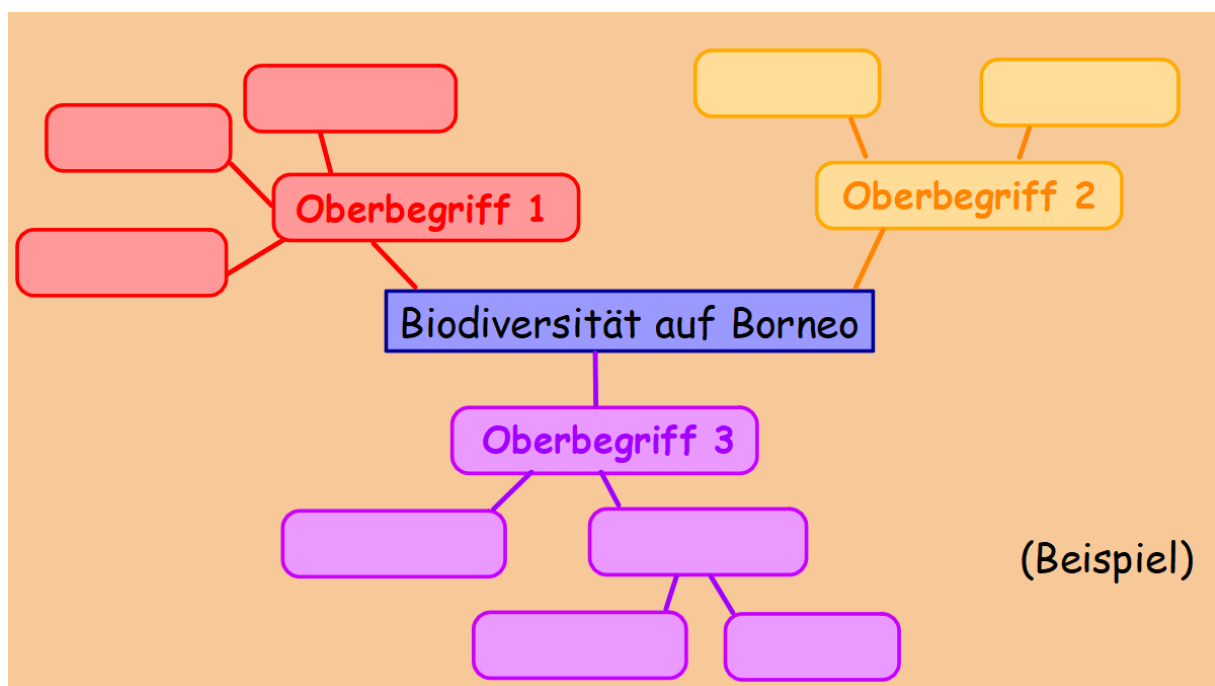 Oberbegriff 1
Oberbegriff 2
Biodiversität auf Borneo
Oberbegriff 3
(Beispiel)